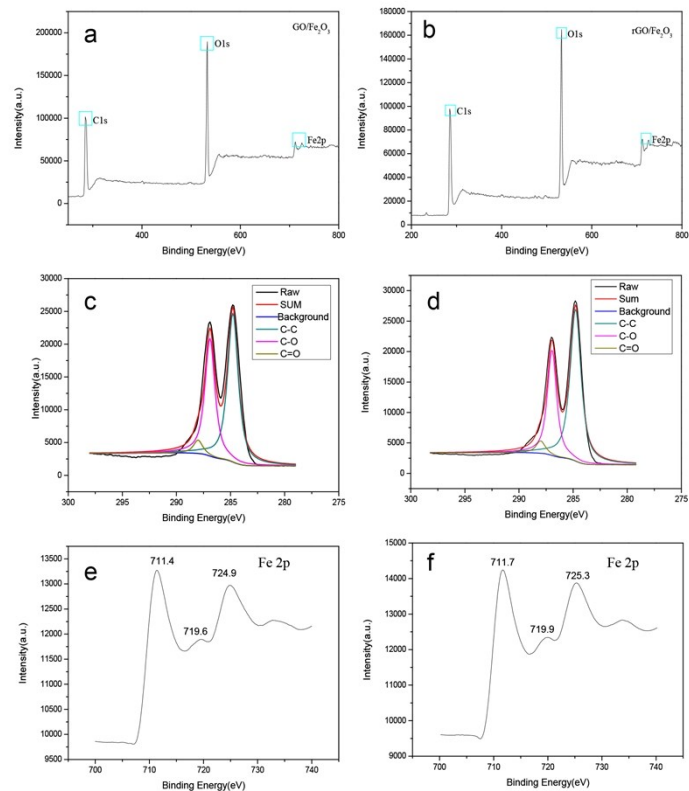 a
GO/Fe2O3
O1s
C1s
Fe2p
Intensity(a.u.)
200000
150000
100000
50000
0
400
600
800
Binding Energy(eV)
b
rGO/Fe2O3
O1s
C1s
Fe2p
Intensity(a.u.)
180000
160000
140000
120000
100000
80000
60000
40000
20000
0
200
400
600
800
Binding Energy(eV)
c
Raw
SUM
Background
C-C
C-O
C=O
Intensity(a.u.)
30000
25000
20000
15000
10000
5000
0
300
295
290
285
280
275
Binding Energy(eV)
d
Raw
Sum
Background
C-C
C-O
C=O
Intensity(a.u.)
30000
25000
20000
15000
10000
5000
0
300
295
290
285
280
275
Binding Energy(eV)
e
Fe 2p
711.4
719.6
724.9
Intensity(a.u.)
13500
13000
12500
12000
11500
11000
10500
10000
9500
700
710
720
730
740
Binding Energy(eV)
f
Fe 2p
711.7
719.9
725.3
Intensity(a.u.)
15000
14000
13000
12000
11000
10000
9000
700
710
720
730
740
Binding Energy(eV)